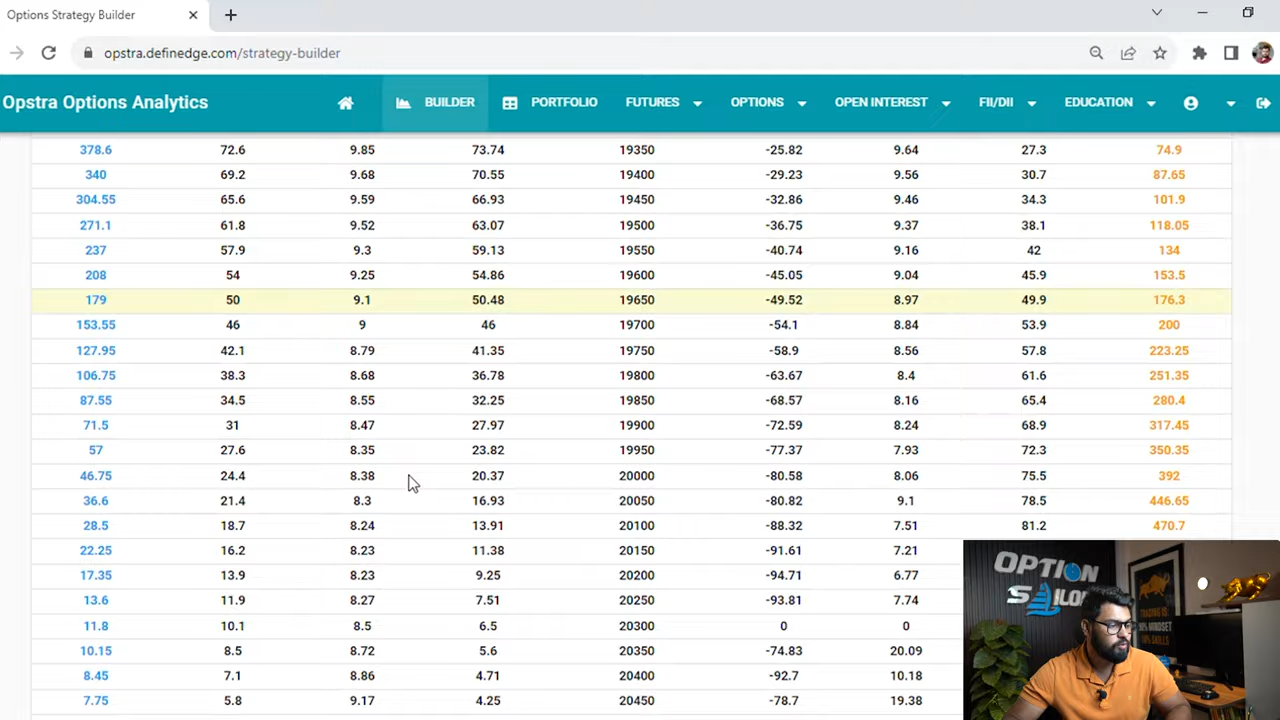 Options Strategy Builder
opstra.definedge.com/strategy-builder
Opstra Options Analytics BUILDER PORTFOLIO FUTURES OPTIONS OPEN INTEREST FII/DII EDUCATION
378.6 72.6 9.85 73.74 19350 -25.82 9.64 27.3 74.9
340 69.2 9.68 70.55 19400 -29.23 9.56 30.7 87.65
304.55 65.6 9.59 66.93 19450 -32.86 9.46 34.3 101.9
271.1 61.8 9.52 63.07 19500 -36.75 9.37 38.1 118.05
237 57.9 9.3 59.13 19550 -40.74 9.16 42 134
208 54 9.25 54.86 19600 -45.05 9.04 45.9 153.5
179 50 9.1 50.48 19650 -49.52 8.97 49.9 176.3
153.55 46 9 46 19700 -54.1 8.84 53.9 200
127.95 42.1 8.79 41.35 19750 -58.9 8.56 57.8 223.25
106.75 38.3 8.68 36.78 19800 -63.67 8.4 61.6 251.35
87.55 34.5 8.55 32.25 19850 -68.57 8.16 65.4 280.4
71.5 31 8.47 27.97 19900 -72.59 8.24 68.9 317.45
57 27.6 8.35 23.82 19950 -77.37 7.93 72.3 350.35
46.75 24.4 8.38 20.37 20000 -80.58 8.06 75.5 392
36.6 21.4 8.3 16.93 20050 -80.82 9.1 78.5 446.65
28.5 18.7 8.24 13.91 20100 -88.32 7.51 81.2 470.7
22.25 16.2 8.23 11.38 20150 -91.61 7.21
17.35 13.9 8.23 9.25 20200 -94.71 6.77
13.6 11.9 8.27 7.51 20250 -93.81 7.74
11.8 10.1 8.5 6.5 20300 0 0
10.15 8.5 8.72 5.6 20350 -74.83 20.09
8.45 7.1 8.86 4.71 20400 -92.7 10.18
7.75 5.8 9.17 4.25 20450 -78.7 19.38
OPTION